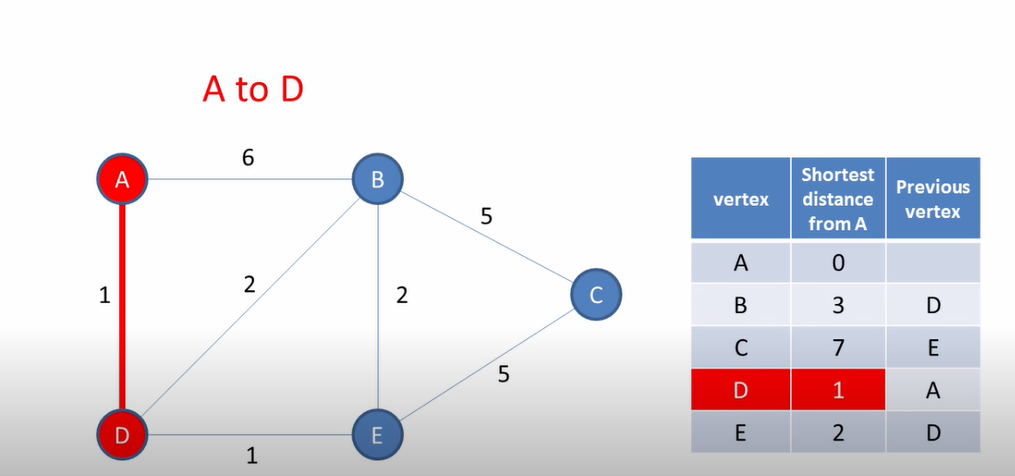 A to D
6
A
B
5
1
2
2
C
5
D
E
1
vertex
Shortest
distance
from A
Previous
vertex
A 0
B 3 D
C 7 E
D 1 A
E 2 D